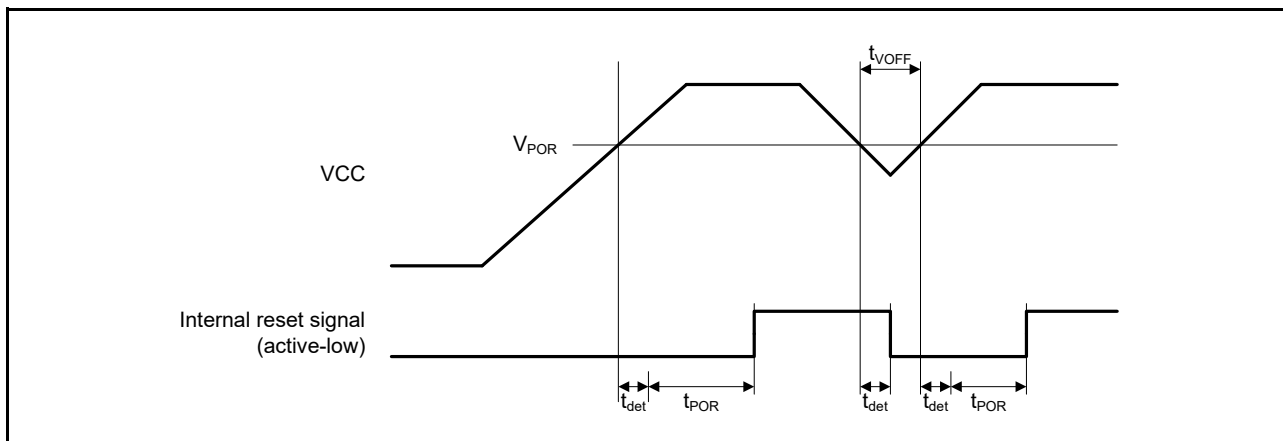 tVOFF
VPOR
VCC
Internal reset signal
(active-low)
tdet
tPOR
tdet
tdet
tPOR